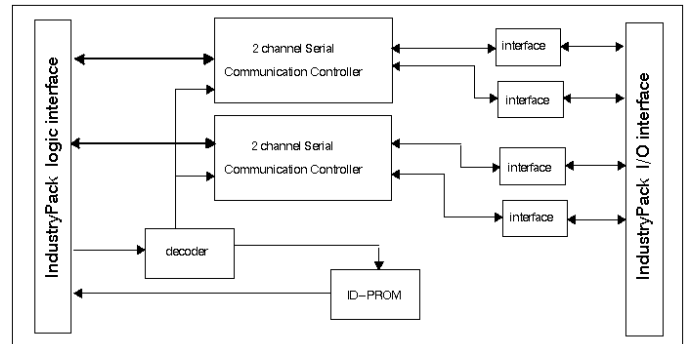 IndustryPack logic interface
2 channel Serial
Communication Controller
interface
interface
2 channel Serial
Communication Controller
interface
interface
decoder
ID-PROM
IndustryPack I/O interface